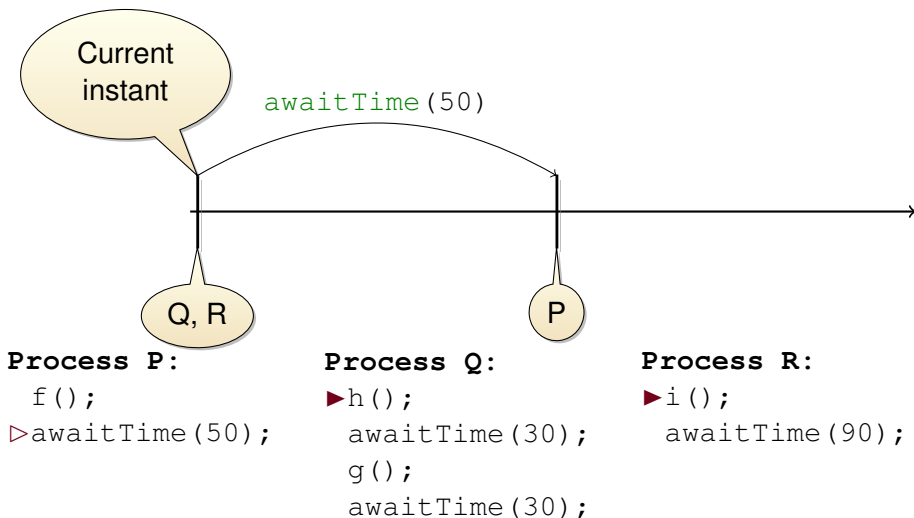 Current
instant
awaitTime(50)
Q, R
P
Process P:
f();
▷awaitTime(50);
Process Q:
▶h();
awaitTime(30);
g();
awaitTime(30);
Process R:
▶i();
awaitTime(90);